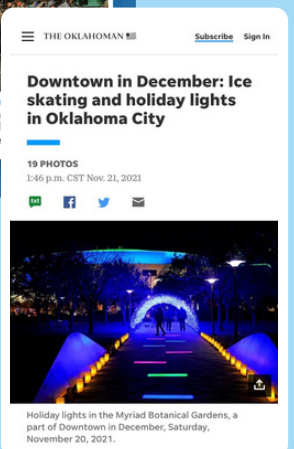 THE OKLAHOMAN
Subscribe
Sign In
Downtown in December: Ice
skating and holiday lights
in Oklahoma City
19 PHOTOS
1:46 p.m. CST Nov. 21, 2021
txt
Holiday lights in the Myriad Botanical Gardens, a
part of Downtown in December, Saturday,
November 20, 2021.